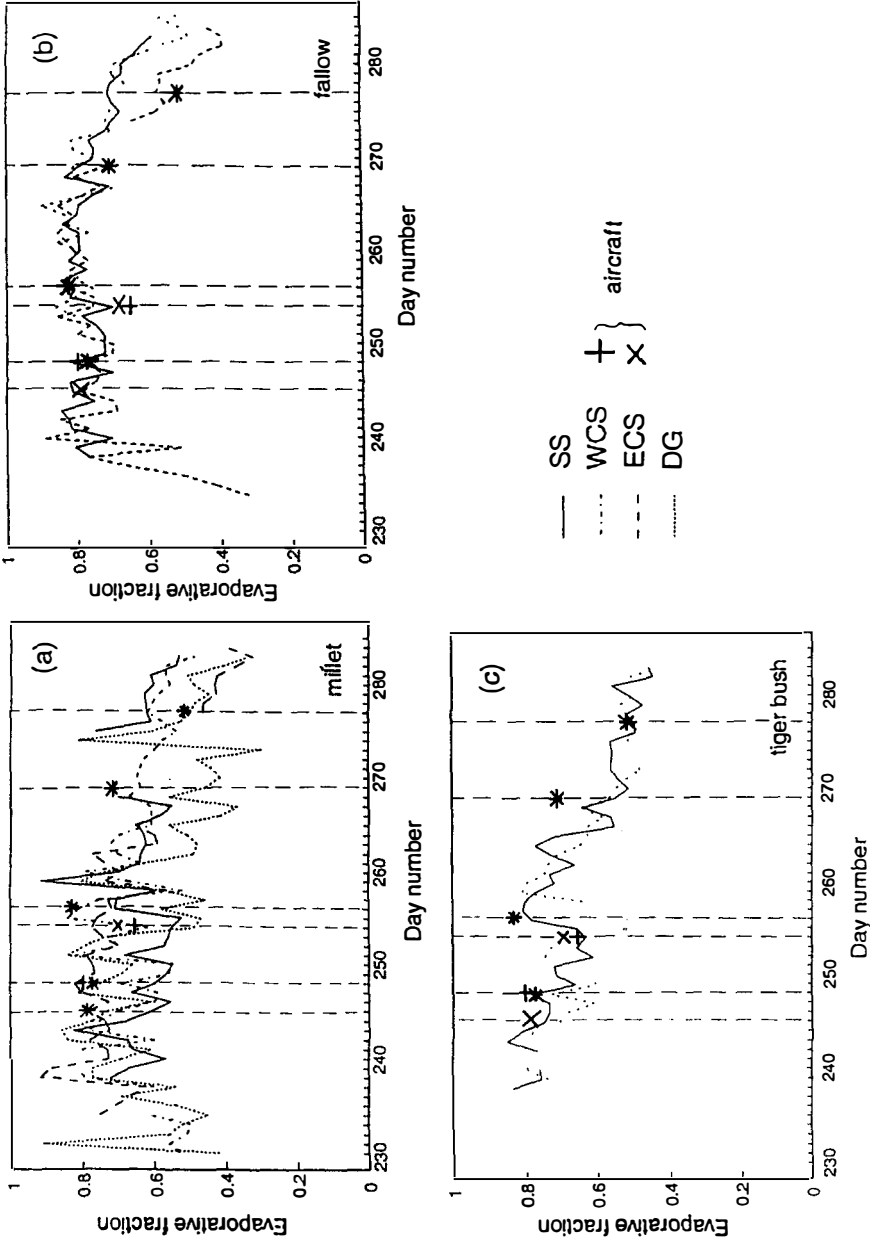 (a)
1
0.8
0.6
0.4
0.2
0
Evaporative fraction
230
240
250
260
270
280
Day number
millet
(b)
1
0.8
0.6
0.4
0.2
0
Evaporative fraction
230
240
250
260
270
280
Day number
fallow
(c)
1
0.8
0.6
0.4
0.2
0
Evaporative fraction
230
240
250
260
270
280
Day number
tiger bush
SS
WCS
ECS
DG
+
×
} aircraft